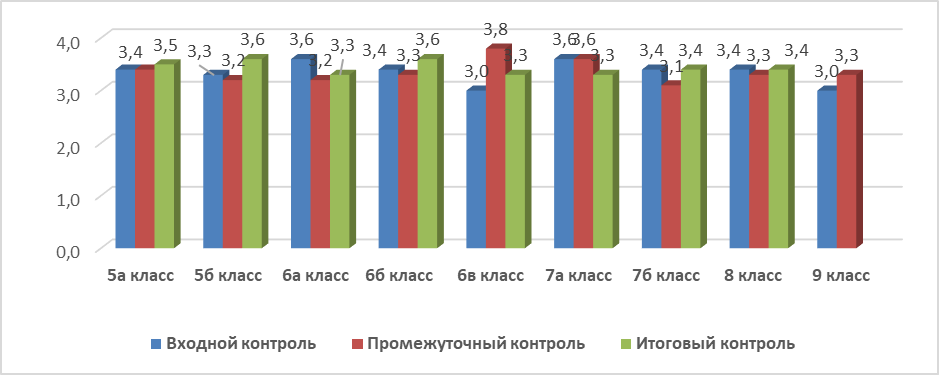 4,0
3,0
2,0
1,0
0,0
3,4 3,5 3,3 3,2 3,6 3,6 3,2 3,3 3,4 3,3 3,6 3,0 3,8 3,3 3,6 3,6 3,3 3,4 3,1 3,4 3,4 3,3 3,4 3,0 3,3
5а класс 5б класс 6а класс 6б класс 6в класс 7а класс 7б класс 8 класс 9 класс
Входной контроль Промежуточный контроль Итоговый контроль